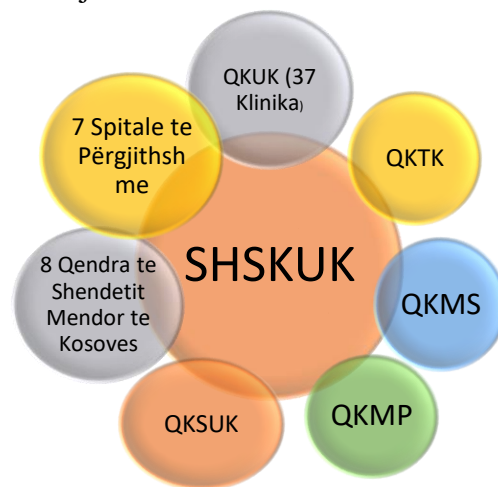 QKUK (37
Klinika)
7 Spitale te
Përgjithsh
me
QKTK
SHSKUK
8 Qendra te
Shendetit
Mendor te
Kosoves
QKMS
QKSUK
QKMP